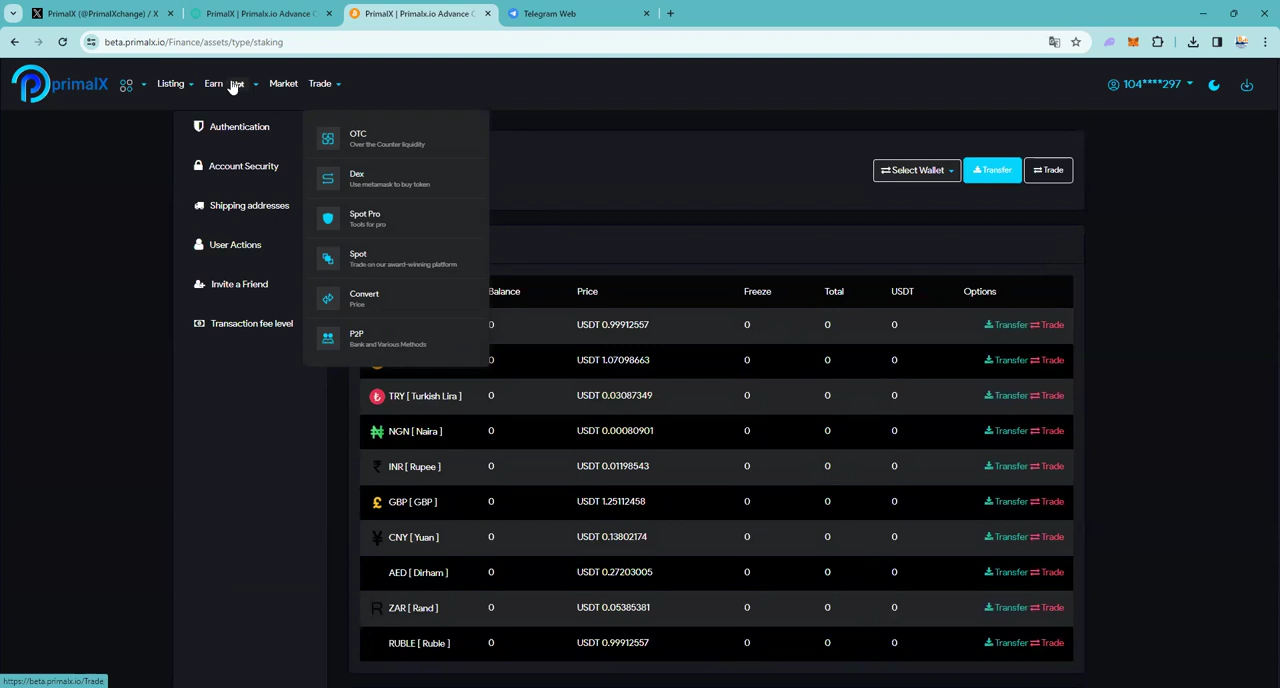 PrimalX (@PrimalXchange) / X
PrimalX | Primalx.io Advance C
PrimalX | Primalx.io Advance C
Telegram Web
beta.primalx.io/Finance/assets/type/staking
primalX
Listing
Earn
Hot
Market
Trade
104****297
Authentication
Account Security
Shipping addresses
User Actions
Invite a Friend
Transaction fee level
OTC
Over the Counter liquidity
Dex
Use metamask to buy token
Spot Pro
Tools for pro
Spot
Trade on our award-winning platform
Convert
Price
P2P
Bank and Various Methods
Select Wallet
Transfer
Trade
Balance Price Freeze Total USDT Options
0 USDT 0.99912557 0 0 0 Transfer Trade
0 USDT 1.07098663 0 0 0 Transfer Trade
TRY [ Turkish Lira ] 0 USDT 0.03087349 0 0 0 Transfer Trade
NGN [ Naira ] 0 USDT 0.00080901 0 0 0 Transfer Trade
INR [ Rupee ] 0 USDT 0.01198543 0 0 0 Transfer Trade
GBP [ GBP ] 0 USDT 1.25112458 0 0 0 Transfer Trade
CNY [ Yuan ] 0 USDT 0.13802174 0 0 0 Transfer Trade
AED [ Dirham ] 0 USDT 0.27203005 0 0 0 Transfer Trade
ZAR [ Rand ] 0 USDT 0.05385381 0 0 0 Transfer Trade
RUBLE [ Ruble ] 0 USDT 0.99912557 0 0 0 Transfer Trade
https://beta.primalx.io/Trade